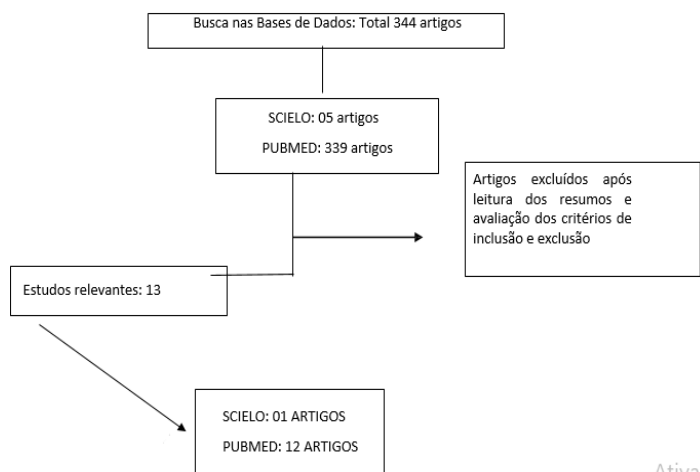 Busca nas Bases de Dados: Total 344 artigos
SCIELO: 05 artigos
PUBMED: 339 artigos
Artigos excluídos após
leitura dos resumos e
avaliação dos critérios de
inclusão e exclusão
Estudos relevantes: 13
SCIELO: 01 ARTIGOS
PUBMED: 12 ARTIGOS